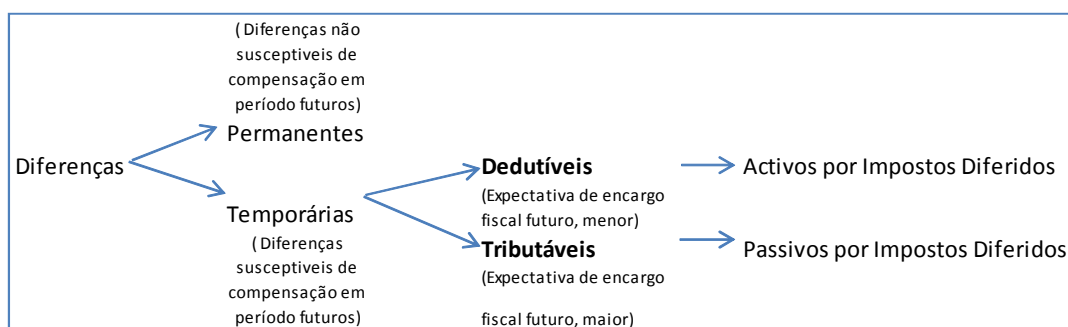 ( Diferenças não
susceptiveis de
compensação em
período futuros)
Permanentes
Diferenças
Temporárias
( Diferenças
susceptiveis de
compensação em
período futuros)
Dedutíveis
(Expectativa de encargo
fiscal futuro, menor)
Tributáveis
(Expectativa de encargo
fiscal futuro, maior)
Activos por Impostos Diferidos
Passivos por Impostos Diferidos